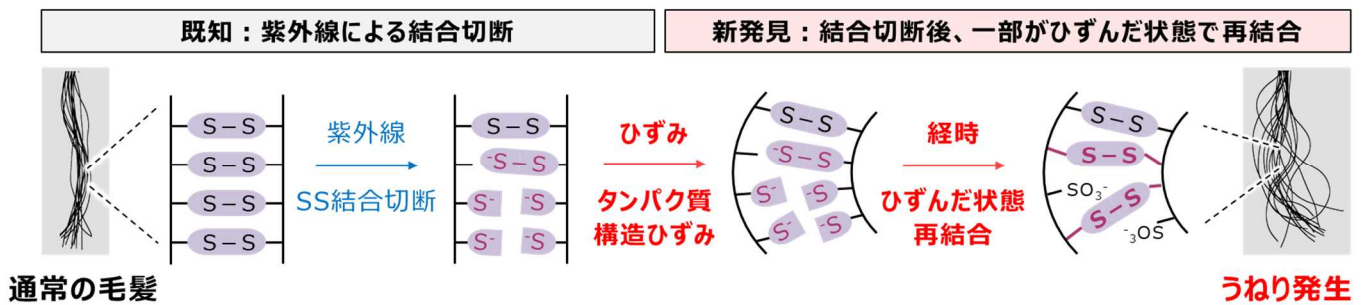 既知：紫外線による結合切断
新発見：結合切断後、一部がひずんだ状態で再結合
通常の毛髪
S－S
S－S
S－S
S－S
紫外線
SS結合切断
S－S
⁻S－S
S⁻ ⁻S
S⁻ ⁻S
ひずみ
タンパク質
構造ひずみ
S－S
⁻S－S
S⁻ ⁻S
S⁻ ⁻S
経時
ひずんだ状態
再結合
S－S
S－S
SO₃⁻
S－S
⁻₃OS
うねり発生